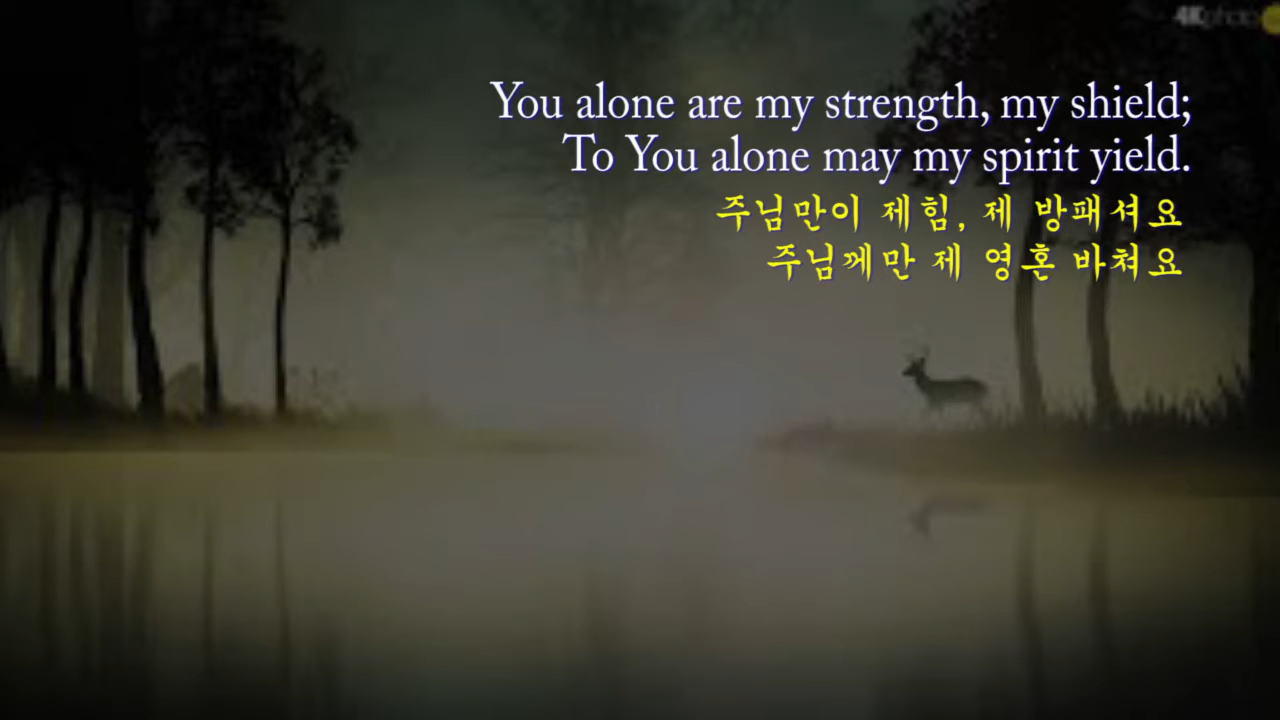 4Kphoto
You alone are my strength, my shield;
To You alone may my spirit yield.
주님만이 제힘, 제 방패셔요
주님께만 제 영혼 바쳐요